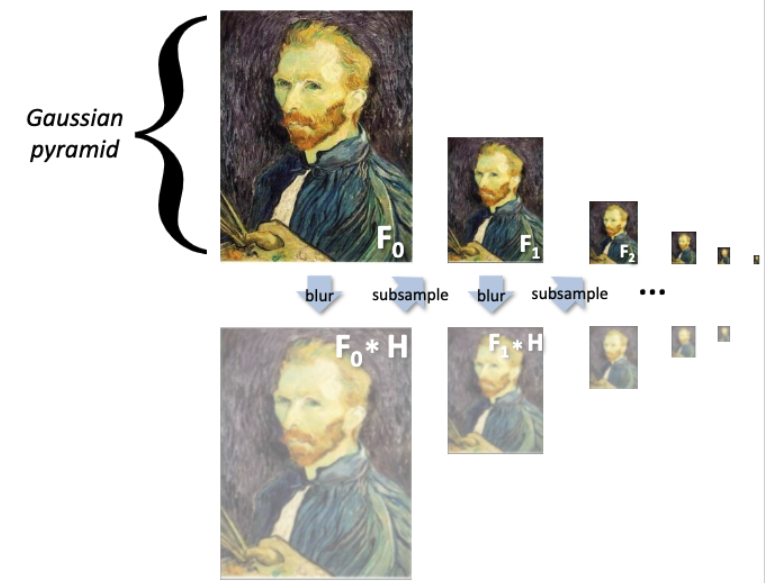 Gaussian
pyramid
F₀
F₁
F₂
blur
subsample
blur
subsample
...
F₀* H
F₁* H